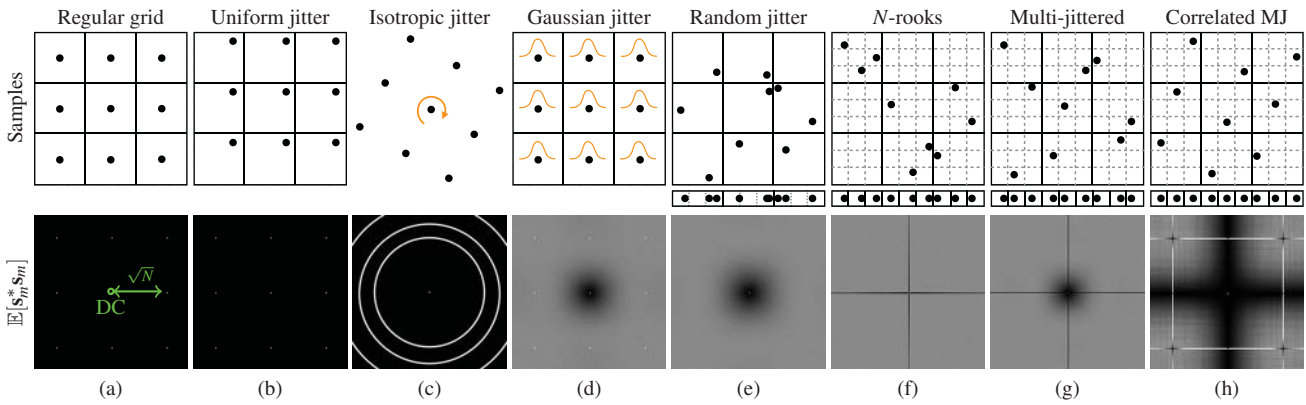 Regular grid Uniform jitter Isotropic jitter Gaussian jitter Random jitter N-rooks Multi-jittered Correlated MJ
Samples
𝔼[s*ₘsₘ]
√N
DC
(a) (b) (c) (d) (e) (f) (g) (h)